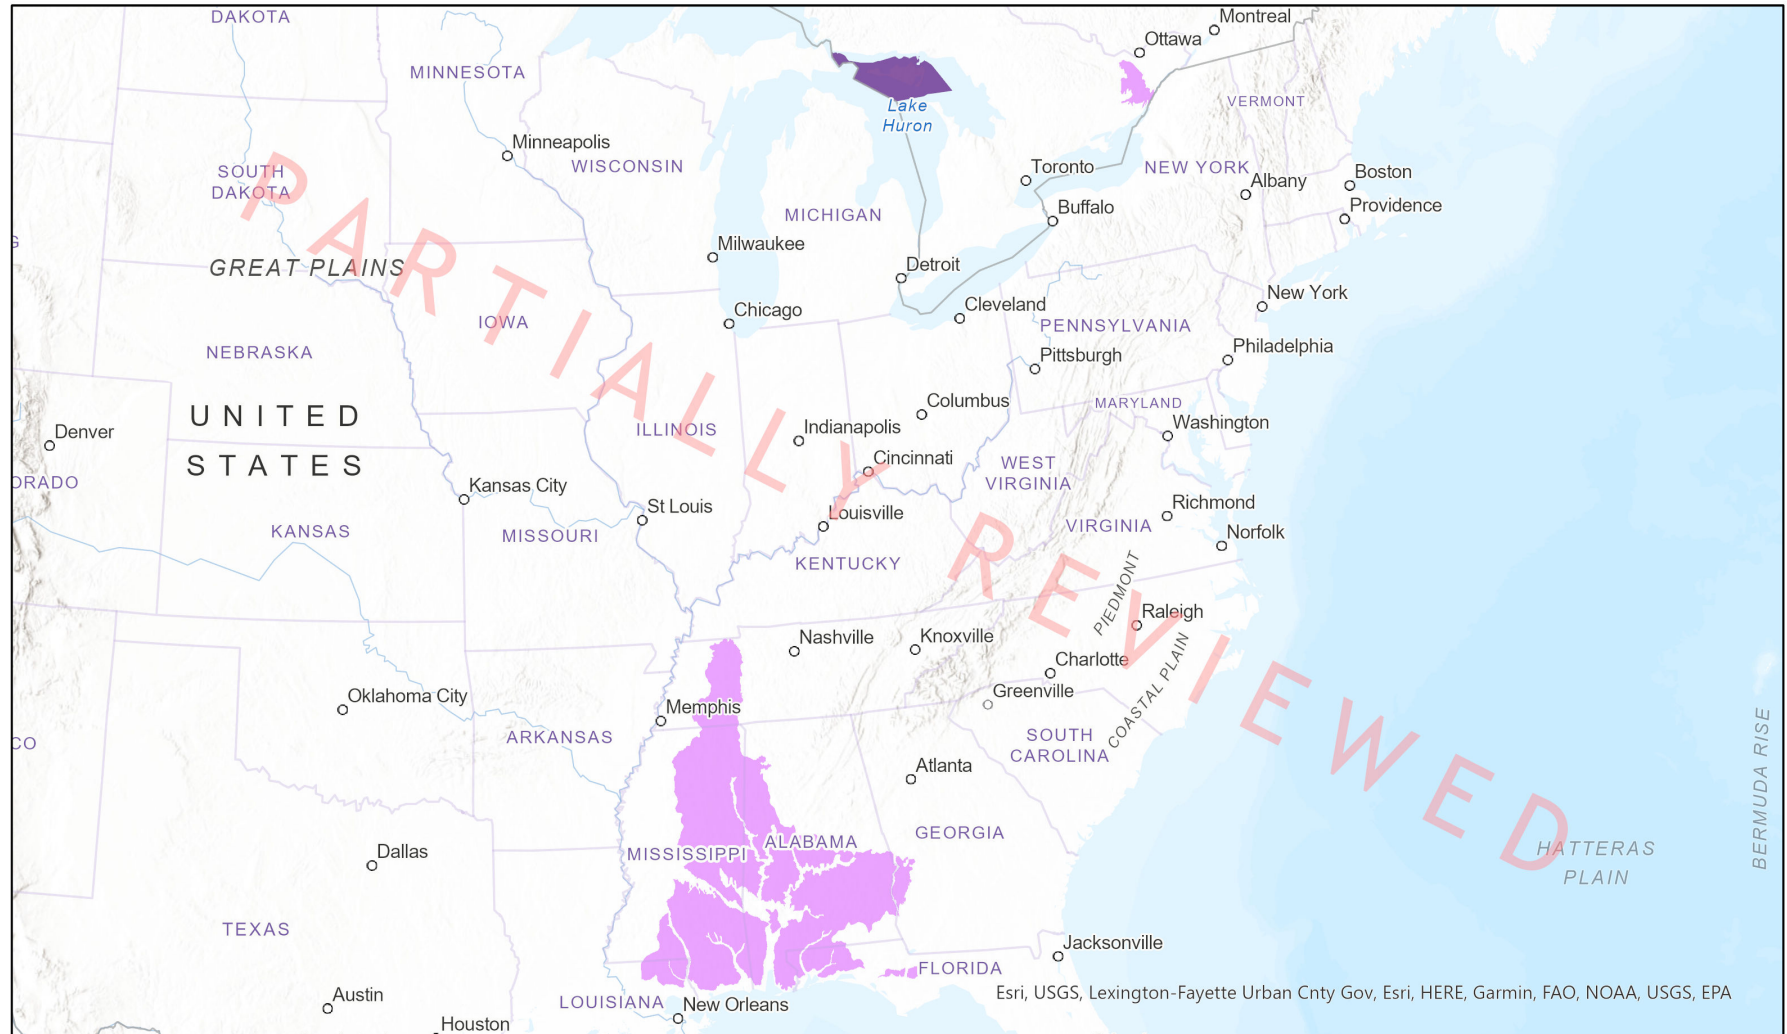 DAKOTA
Montreal
Ottawa
MINNESOTA
Lake
Huron
VERMONT
Minneapolis
WISCONSIN
SOUTH
DAKOTA
Toronto
NEW YORK
Albany
Boston
Providence
Buffalo
MICHIGAN
Milwaukee
GREAT PLAINS
Detroit
New York
Cleveland
Chicago
IOWA
PENNSYLVANIA
NEBRASKA
Pittsburgh
Philadelphia
UNITED
STATES
Columbus
MARYLAND
Washington
Denver
Indianapolis
ILLINOIS
Cincinnati
WEST
VIRGINIA
ORADO
Kansas City
St Louis
Louisville
Richmond
VIRGINIA
Norfolk
KANSAS
MISSOURI
KENTUCKY
PIEDMONT
Raleigh
Nashville
Knoxville
Charlotte
Greenville
COASTAL PLAIN
Oklahoma City
Memphis
ARKANSAS
CO
SOUTH
CAROLINA
Atlanta
BERMUDA RISE
GEORGIA
ALABAMA
MISSISSIPPI
Dallas
HATTERAS
PLAIN
TEXAS
Jacksonville
FLORIDA
Austin
LOUISIANA
New Orleans
Houston
Esri, USGS, Lexington-Fayette Urban Cnty Gov, Esri, HERE, Garmin, FAO, NOAA, USGS, EPA
PARTIALLY REVIEWED